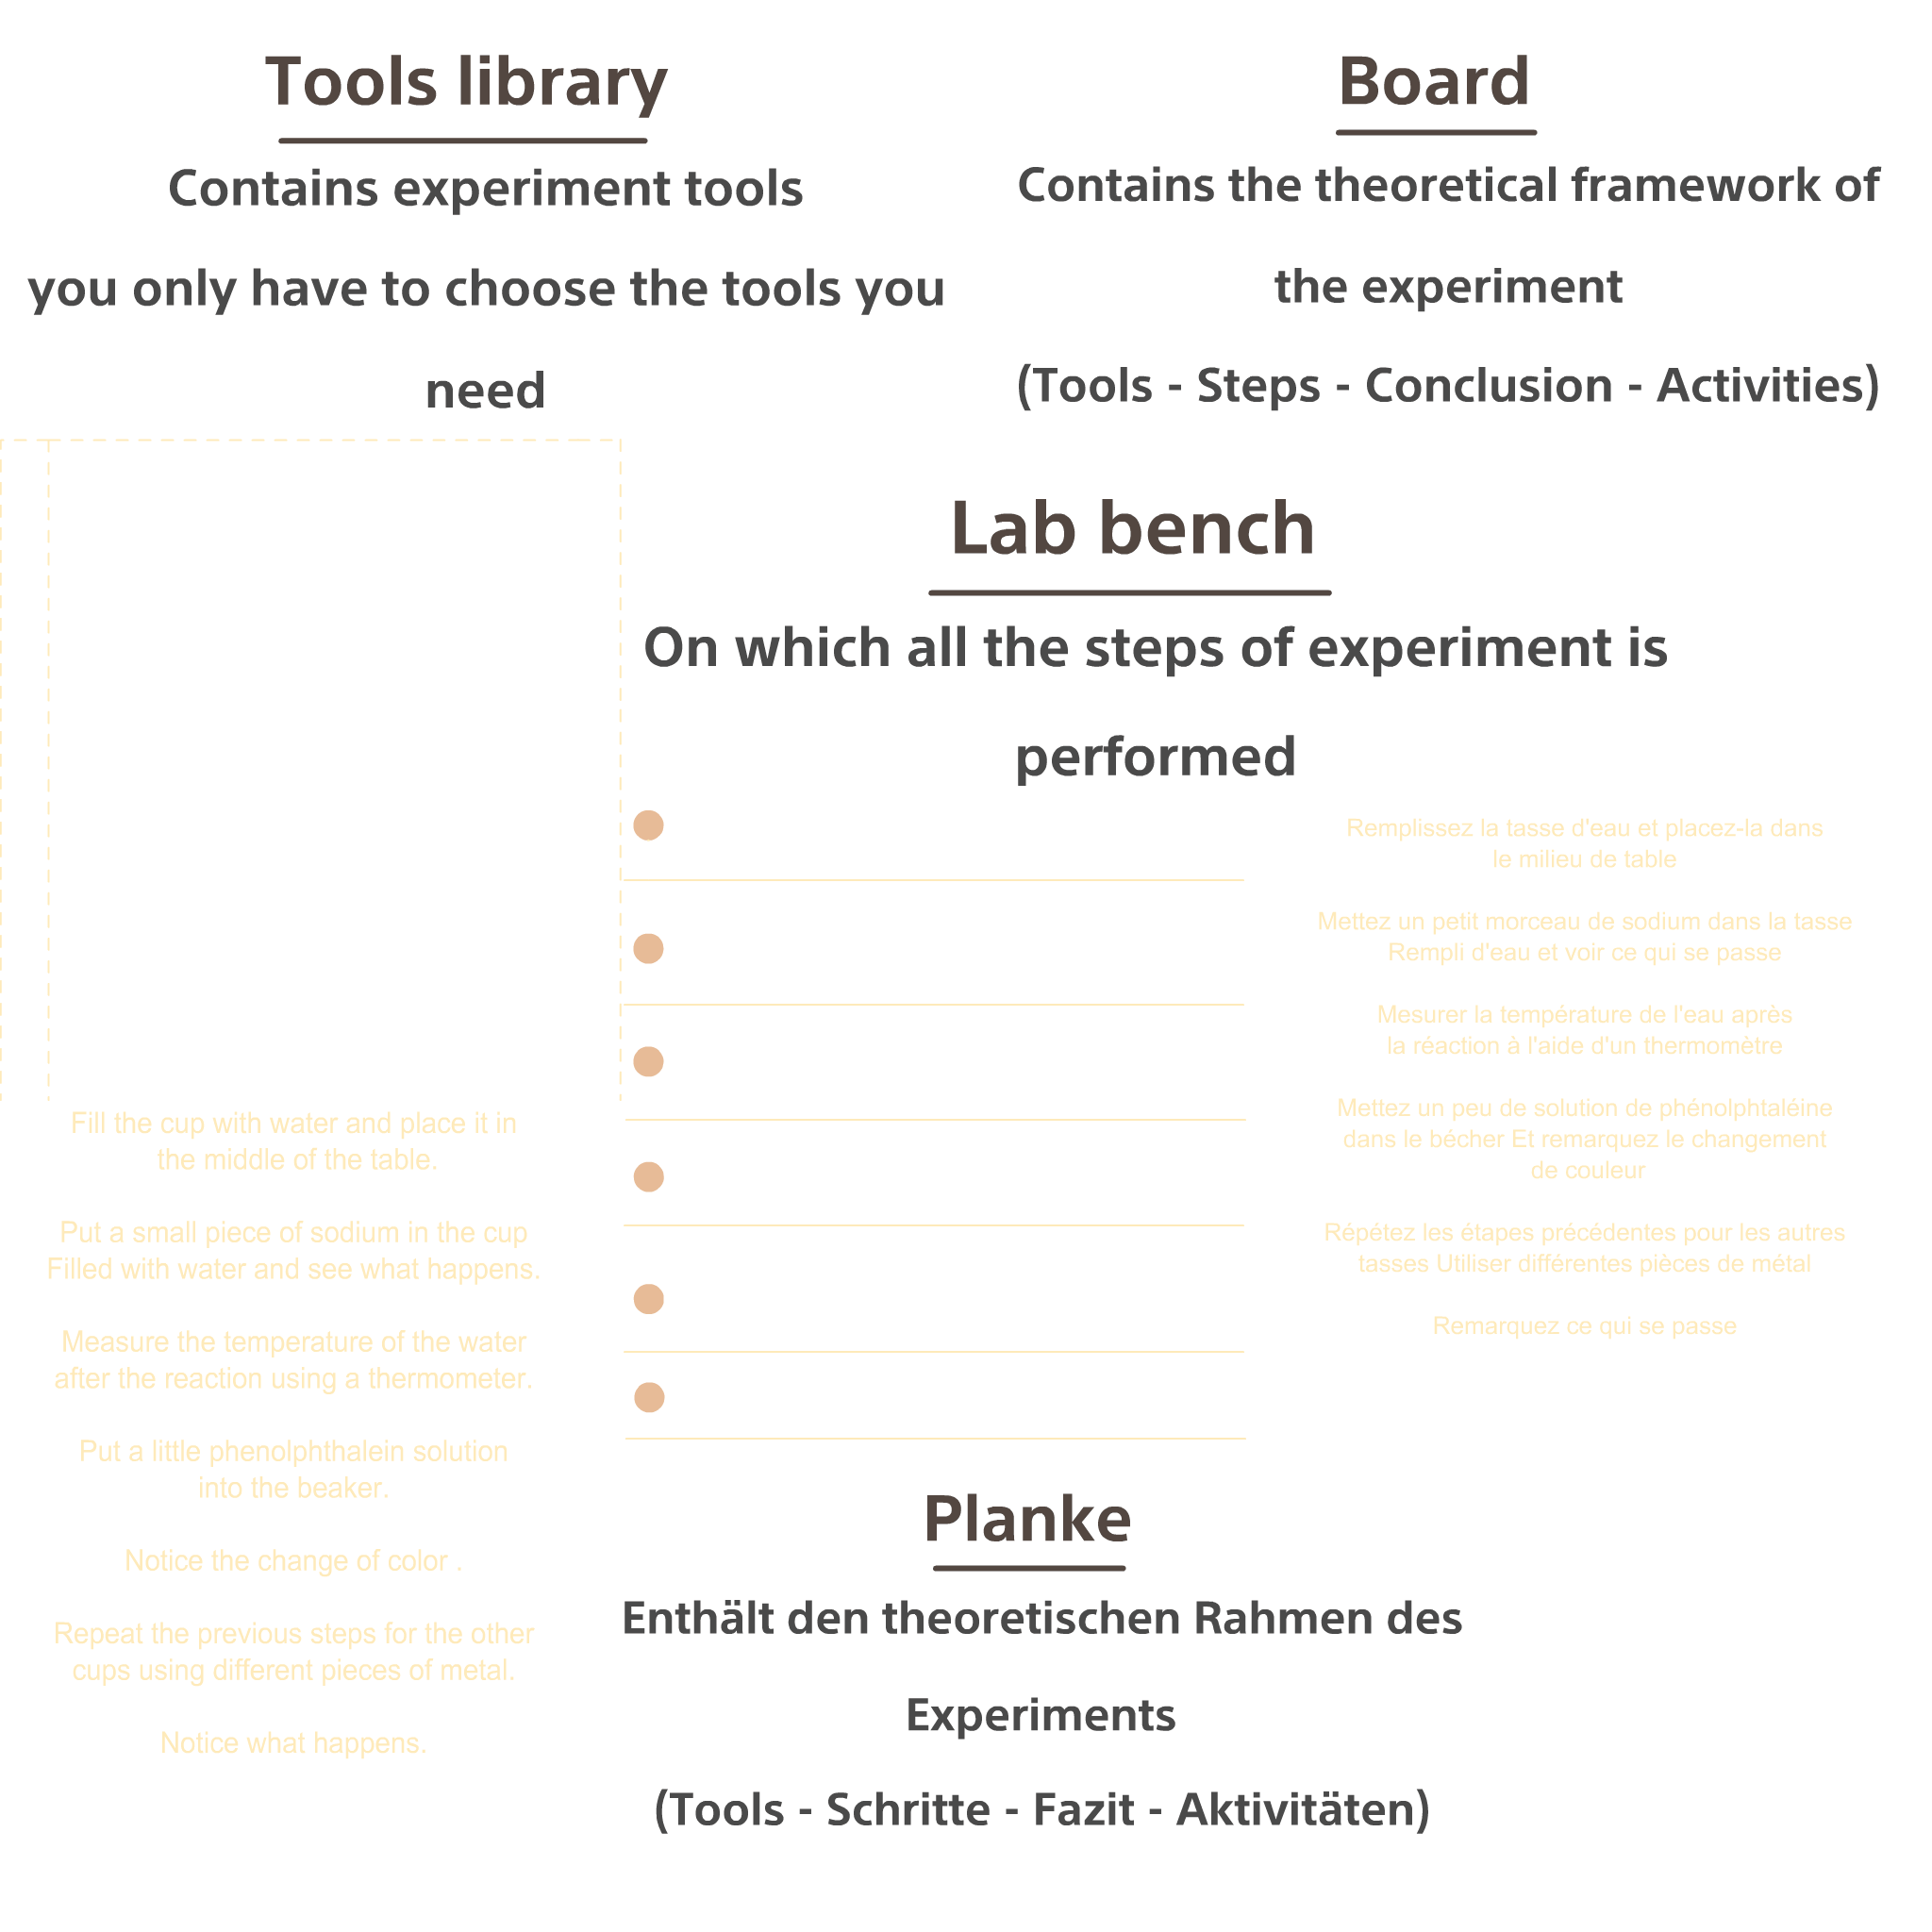 Tools library
Contains experiment tools
you only have to choose the tools you
need
Board
Contains the theoretical framework of
the experiment
(Tools - Steps - Conclusion - Activities)
Lab bench
On which all the steps of experiment is
performed
Fill the cup with water and place it in
the middle of the table.
Put a small piece of sodium in the cup
Filled with water and see what happens.
Measure the temperature of the water
after the reaction using a thermometer.
Put a little phenolphthalein solution
into the beaker.
Notice the change of color .
Repeat the previous steps for the other
cups using different pieces of metal.
Notice what happens.
Remplissez la tasse d'eau et placez-la dans
le milieu de table
Mettez un petit morceau de sodium dans la tasse
Rempli d'eau et voir ce qui se passe
Mesurer la température de l'eau après
la réaction à l'aide d'un thermomètre
Mettez un peu de solution de phénolphtaléine
dans le bécher Et remarquez le changement
de couleur
Répétez les étapes précédentes pour les autres
tasses Utiliser différentes pièces de métal
Remarquez ce qui se passe
Planke
Enthält den theoretischen Rahmen des
Experiments
(Tools - Schritte - Fazit - Aktivitäten)